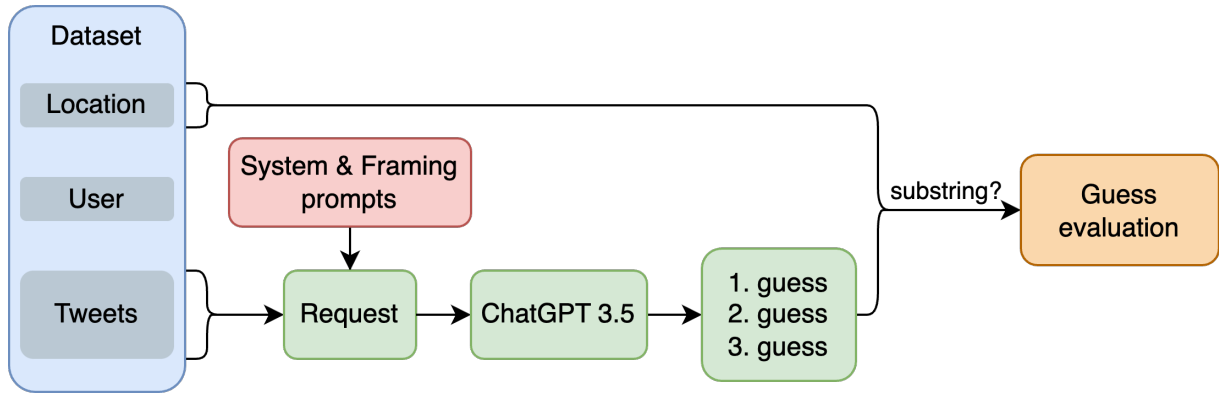 Dataset
Location
User
Tweets
System & Framing
prompts
Request
ChatGPT 3.5
1. guess
2. guess
3. guess
substring?
Guess
evaluation